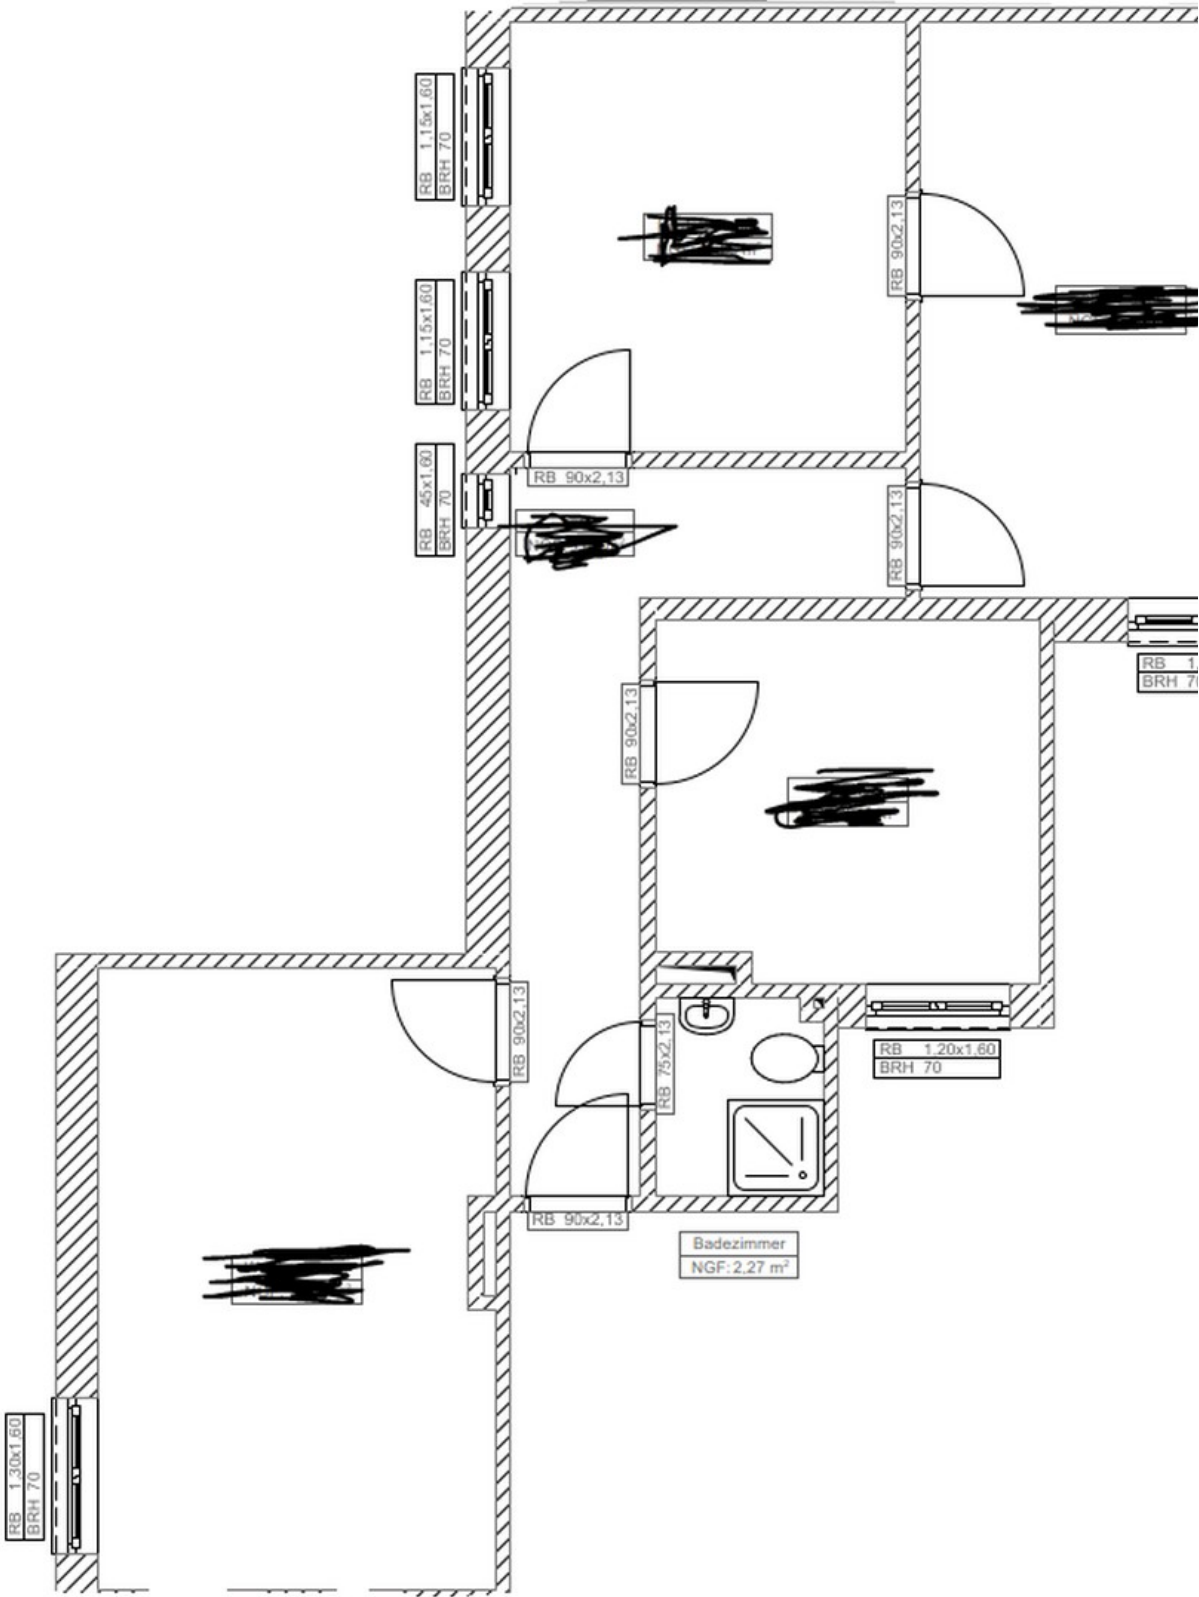 RB 1,15x1,60
BRH 70
RB 90x2,13
RB 1,15x1,60
BRH 70
RB 90x2,13
RB 45x1,60
BRH 70
RB 90x2,13
RB
BRH
RB 90x2,13
RB 90x2,13
RB 75x2,13
RB 1,20x1,60
BRH 70
RB 90x2,13
Badezimmer
NGF: 2,27 m²
RB 1,30x1,60
BRH 70